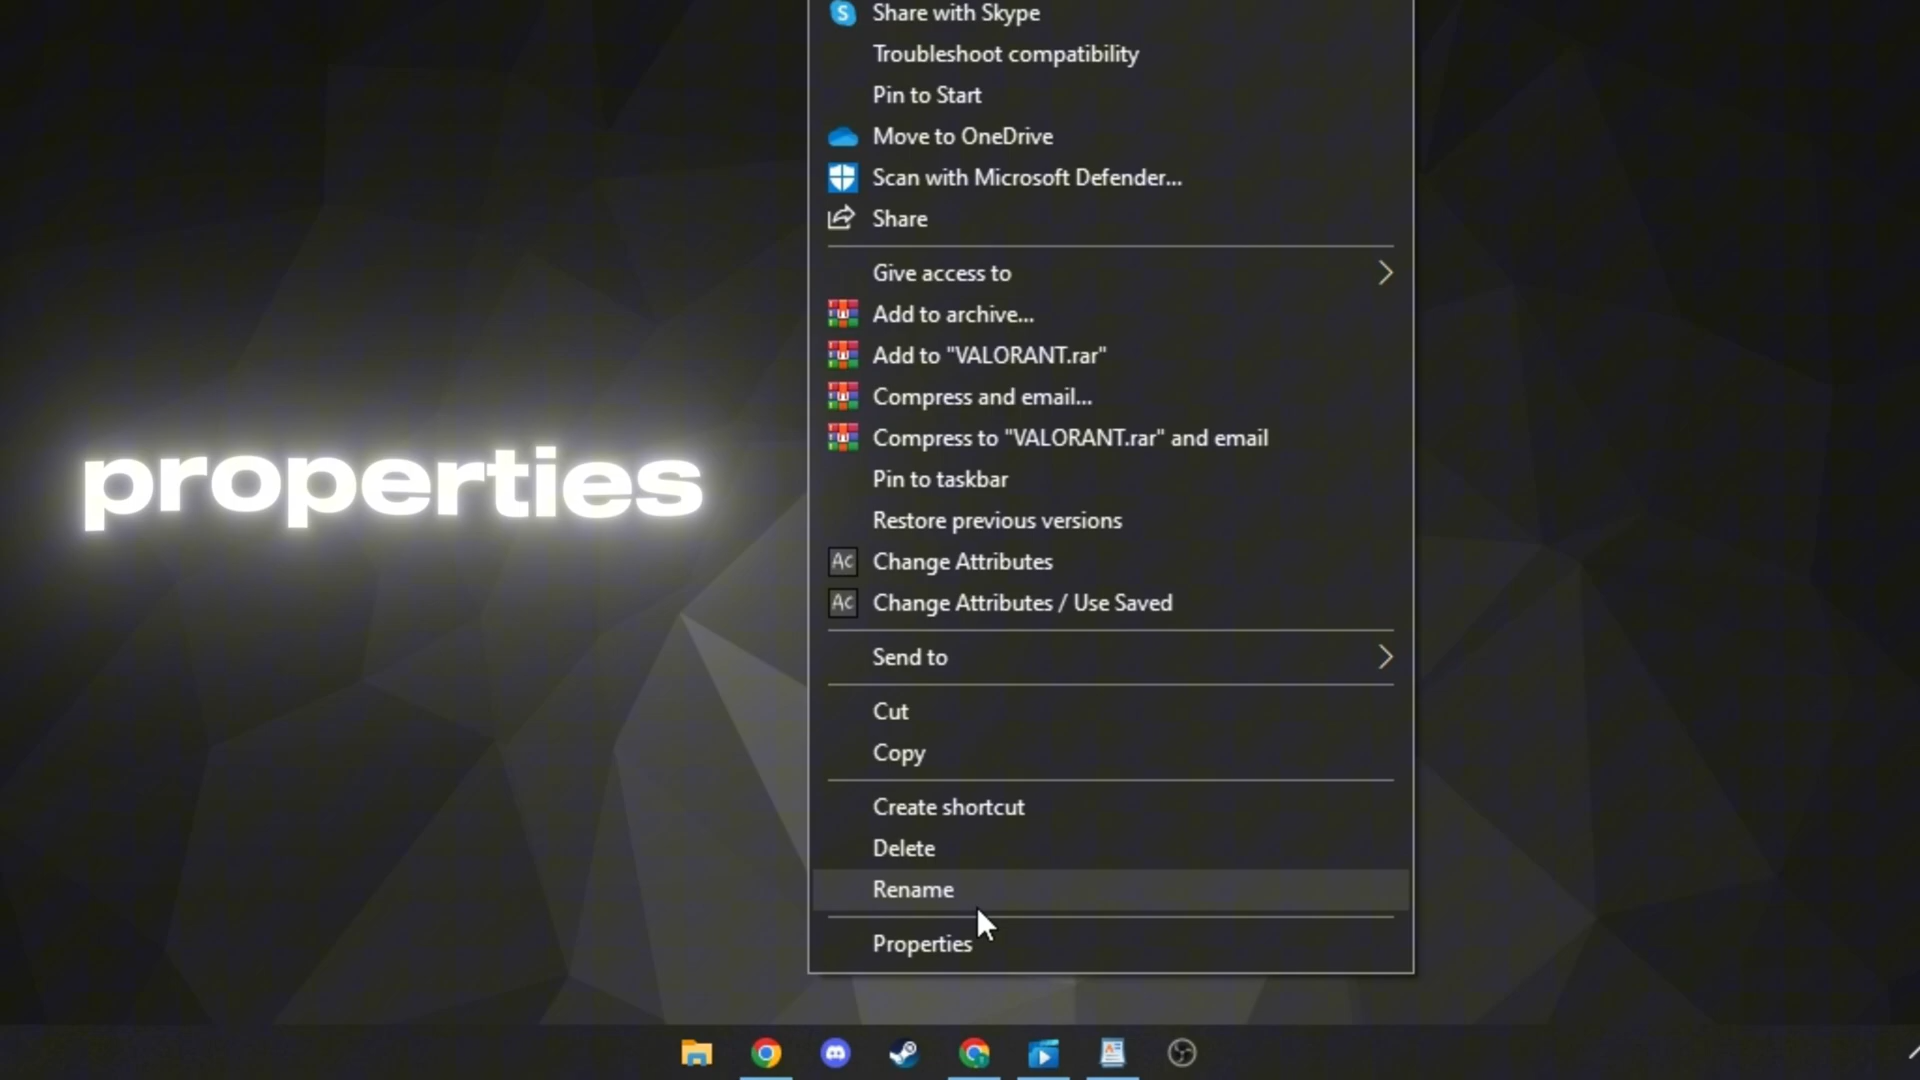 Share with Skype
Troubleshoot compatibility
Pin to Start
Move to OneDrive
Scan with Microsoft Defender...
Share
Give access to
Add to archive...
Add to "VALORANT.rar"
Compress and email...
Compress to "VALORANT.rar" and email
Pin to taskbar
Restore previous versions
Ac Change Attributes
Ac Change Attributes / Use Saved
Send to
Cut
Copy
Create shortcut
Delete
Rename
Properties
properties